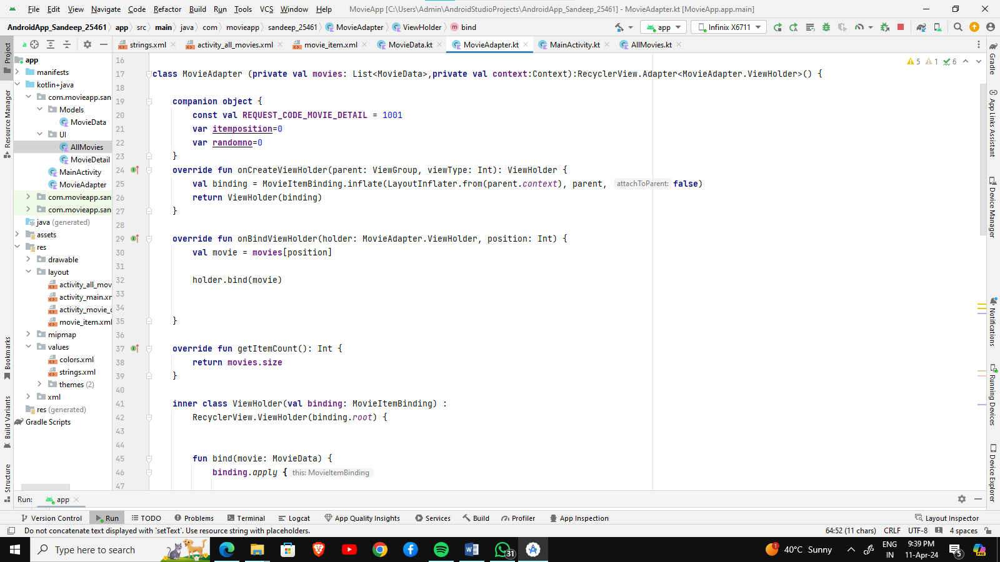 File Edit View Navigate Code Refactor Build Run Tools VCS Window Help MovieApp [C:\Users\Admin\AndroidStudioProjects\AndroidApp_Sandeep_25461] - MovieAdapter.kt [MovieApp.app.main]
AndroidApp_Sandeep_25461 app src main java com movieapp sandeep_25461 MovieAdapter ViewHolder m bind app Infinix X6711
Project
strings.xml activity_all_movies.xml movie_item.xml MovieData.kt MovieAdapter.kt MainActivity.kt AllMovies.kt
app
manifests
kotlin+java
com.movieapp.san
Models
MovieData
UI
AllMovies
MovieDetail
MainActivity
MovieAdapter
com.movieapp.san
com.movieapp.san
java (generated)
assets
res
drawable
layout
activity_all_mov
activity_main.xm
activity_movie_d
movie_item.xml
mipmap
values
colors.xml
strings.xml
themes (2)
xml
res (generated)
Gradle Scripts
Resource Manager
Bookmarks
Build Variants
Structure
5 1 6
16
17 class MovieAdapter (private val movies: List<MovieData>,private val context:Context):RecyclerView.Adapter<MovieAdapter.ViewHolder>() {
18
19 companion object {
20 const val REQUEST_CODE_MOVIE_DETAIL = 1001
21 var itemposition=0
22 var randomno=0
23 }
24 override fun onCreateViewHolder(parent: ViewGroup, viewType: Int): ViewHolder {
25 val binding = MovieItemBinding.inflate(LayoutInflater.from(parent.context), parent, attachToParent: false)
26 return ViewHolder(binding)
27 }
28
29 override fun onBindViewHolder(holder: MovieAdapter.ViewHolder, position: Int) {
30 val movie = movies[position]
31
32 holder.bind(movie)
33
34
35 }
36
37 override fun getItemCount(): Int {
38 return movies.size
39 }
40
41 inner class ViewHolder(val binding: MovieItemBinding) :
42 RecyclerView.ViewHolder(binding.root) {
43
44
45 fun bind(movie: MovieData) {
46 binding.apply { this: MovieItemBinding
47
Gradle
App Links Assistant
Device Manager
Notifications
Running Devices
Device Explorer
Run: app
Version Control Run TODO Problems Terminal Logcat App Quality Insights Services Build Profiler App Inspection Layout Inspector
Do not concatenate text displayed with `setText`. Use resource string with placeholders. 64:52 (11 chars) CRLF UTF-8 4 spaces
Type here to search 31 1 40°C Sunny ENG IN 9:39 PM 11-Apr-24 5 PRE